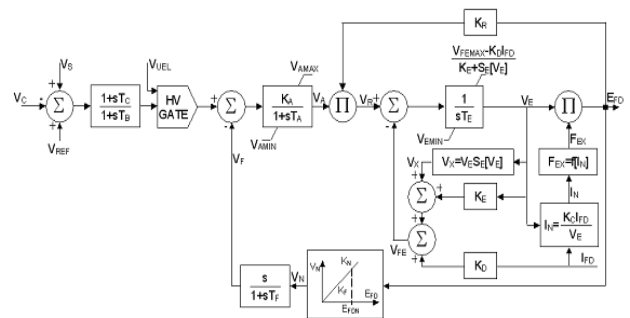 K_R
V_FEMAX-K_DI_FD
K_E+S_E[V_E]
V_S
V_UEL
V_AMAX
V_C
Σ
1+sT_C
1+sT_B
HV
GATE
Σ
K_A
1+sT_A
V_A
Π
V_R
Σ
1
sT_E
V_E
Π
E_FD
V_REF
V_AMIN
V_EMIN
F_EX
V_F
V_X
V_X=V_ES_E[V_E]
F_EX=f[I_N]
Σ
K_E
I_N
I_N=
K_CI_FD
V_E
Σ
V_FE
K_D
I_FD
s
1+sT_F
V_N
V_N
K_N
K_F
E_FD
E_FDN